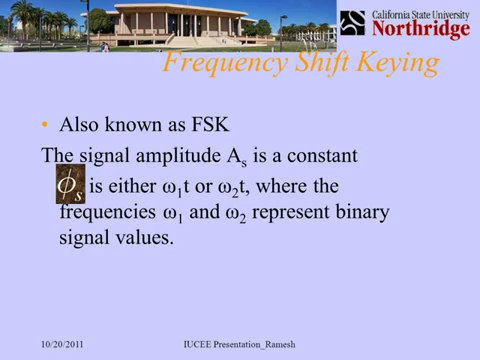 California State University
Northridge
Frequency Shift Keying
• Also known as FSK
The signal amplitude Aₛ is a constant
ϕₛ is either ω₁t or ω₂t, where the
frequencies ω₁ and ω₂ represent binary
signal values.
10/20/2011 IUCEE Presentation_Ramesh